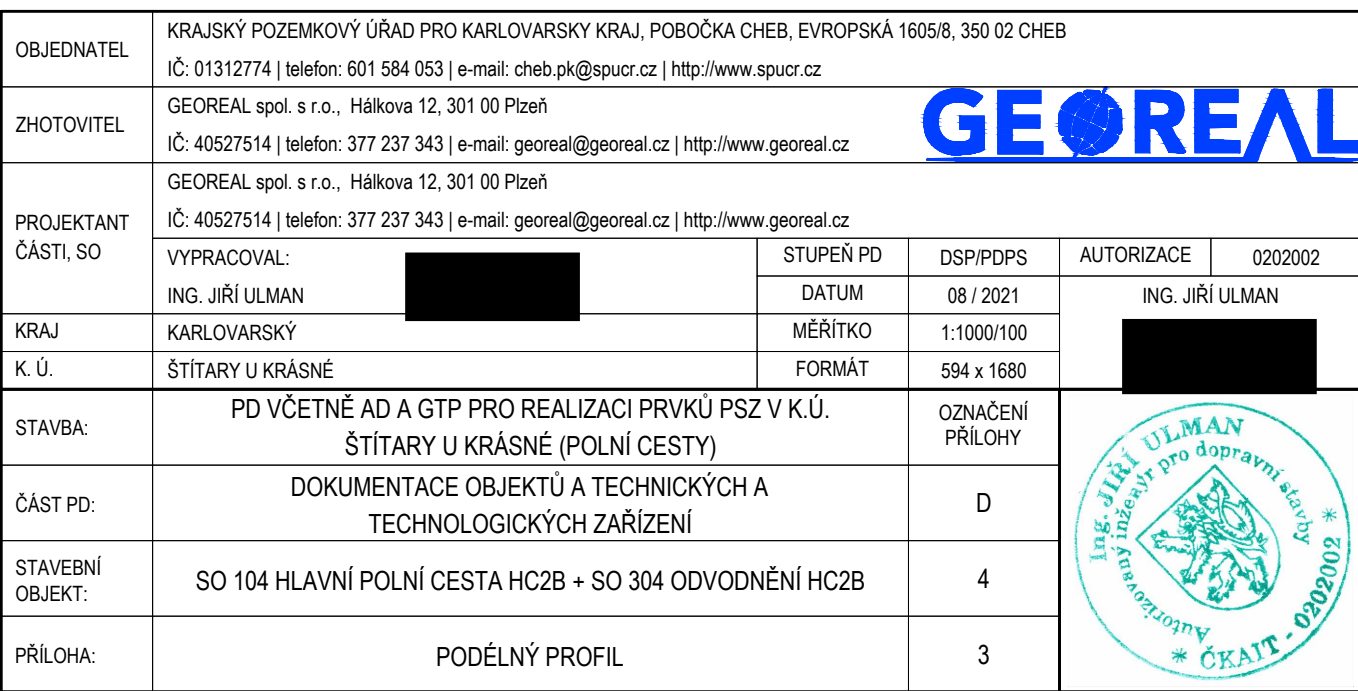 OBJEDNATEL
KRAJSKÝ POZEMKOVÝ ÚŘAD PRO KARLOVARSKY KRAJ, POBOČKA CHEB, EVROPSKÁ 1605/8, 350 02 CHEB
IČ: 01312774 | telefon: 601 584 053 | e-mail: cheb.pk@spucr.cz | http://www.spucr.cz
ZHOTOVITEL
GEOREAL spol. s r.o., Hálkova 12, 301 00 Plzeň
IČ: 40527514 | telefon: 377 237 343 | e-mail: georeal@georeal.cz | http://www.georeal.cz
GEOREAL
PROJEKTANT
ČÁSTI, SO
GEOREAL spol. s r.o., Hálkova 12, 301 00 Plzeň
IČ: 40527514 | telefon: 377 237 343 | e-mail: georeal@georeal.cz | http://www.georeal.cz
VYPRACOVAL:
ING. JIŘÍ ULMAN
STUPEŇ PD
DSP/PDPS
AUTORIZACE
0202002
DATUM
08 / 2021
ING. JIŘÍ ULMAN
KRAJ
KARLOVARSKÝ
MĚŘÍTKO
1:1000/100
K. Ú.
ŠTÍTARY U KRÁSNÉ
FORMÁT
594 x 1680
STAVBA:
PD VČETNĚ AD A GTP PRO REALIZACI PRVKŮ PSZ V K.Ú.
ŠTÍTARY U KRÁSNÉ (POLNÍ CESTY)
OZNAČENÍ
PŘÍLOHY
ČÁST PD:
DOKUMENTACE OBJEKTŮ A TECHNICKÝCH A
TECHNOLOGICKÝCH ZAŘÍZENÍ
D
STAVEBNÍ
OBJEKT:
SO 104 HLAVNÍ POLNÍ CESTA HC2B + SO 304 ODVODNĚNÍ HC2B
4
PŘÍLOHA:
PODÉLNÝ PROFIL
3
Ing. JIŘÍ ULMAN
Autorizovaný inženýr pro dopravní stavby
* ČKAIT - 0202002 *